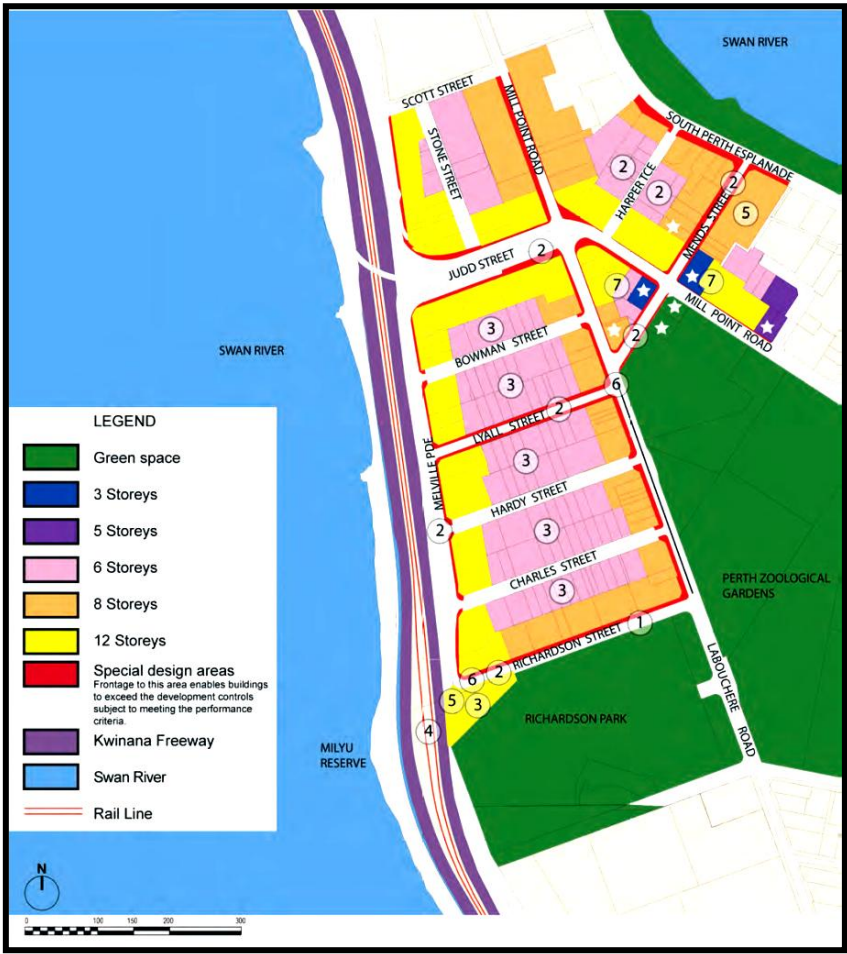 SWAN RIVER
SCOTT STREET
STONE STREET
MILL POINT ROAD
SOUTH PERTH ESPLANADE
HARPER TCE
2
2
2
5
MENDS STREET
JUDD STREET
2
7
7
MILL POINT ROAD
2
SWAN RIVER
3
BOWMAN STREET
3
6
LYALL STREET
2
MELVILLE PDE
3
HARDY STREET
2
3
CHARLES STREET
3
PERTH ZOOLOGICAL
GARDENS
1
RICHARDSON STREET
2
6
5
3
4
RICHARDSON PARK
LABOUCHERE ROAD
MILYU
RESERVE
LEGEND
Green space
3 Storeys
5 Storeys
6 Storeys
8 Storeys
12 Storeys
Special design areas
Frontage to this area enables buildings
to exceed the development controls
subject to meeting the performance
criteria.
Kwinana Freeway
Swan River
Rail Line
N
0 100 150 200 300